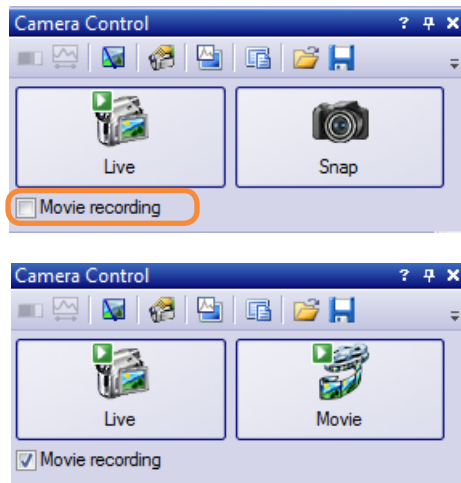 Camera Control ?
Live Snap
Movie recording
Camera Control ?
Live Movie
Movie recording